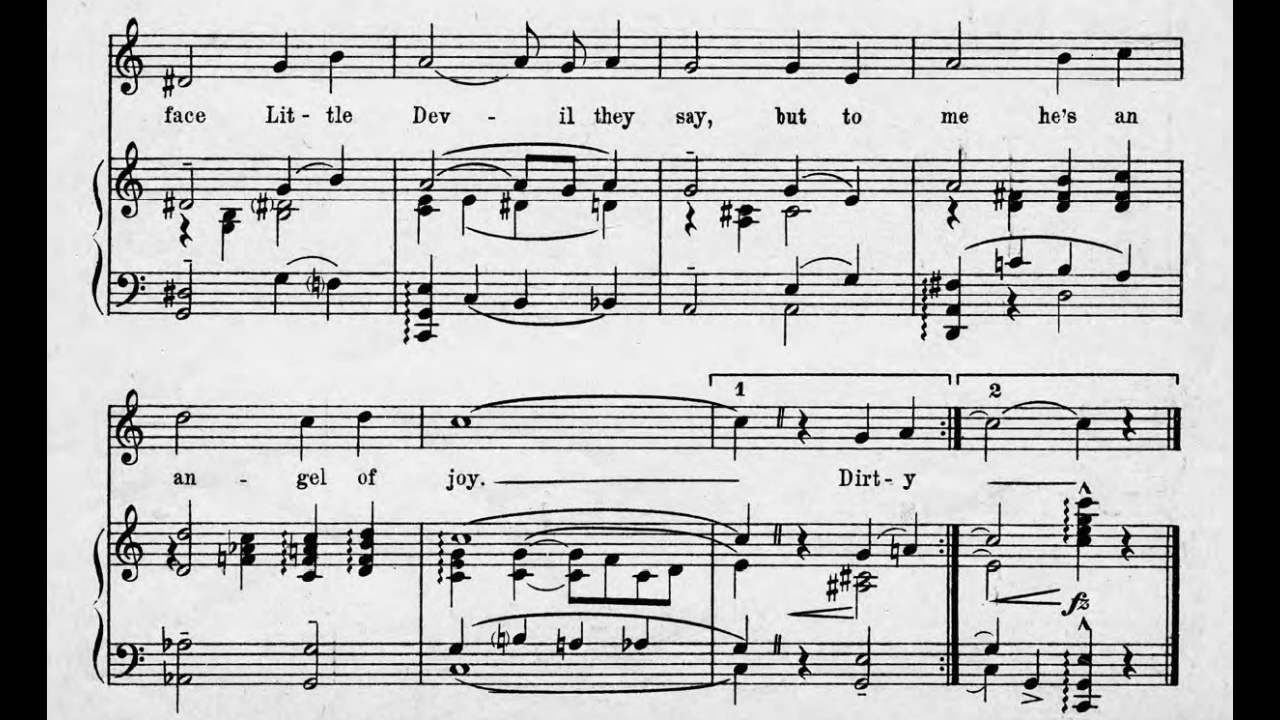 face Lit - tle Dev - il they say, but to me he's an
1 2
an - gel of joy. Dirt - y
fz